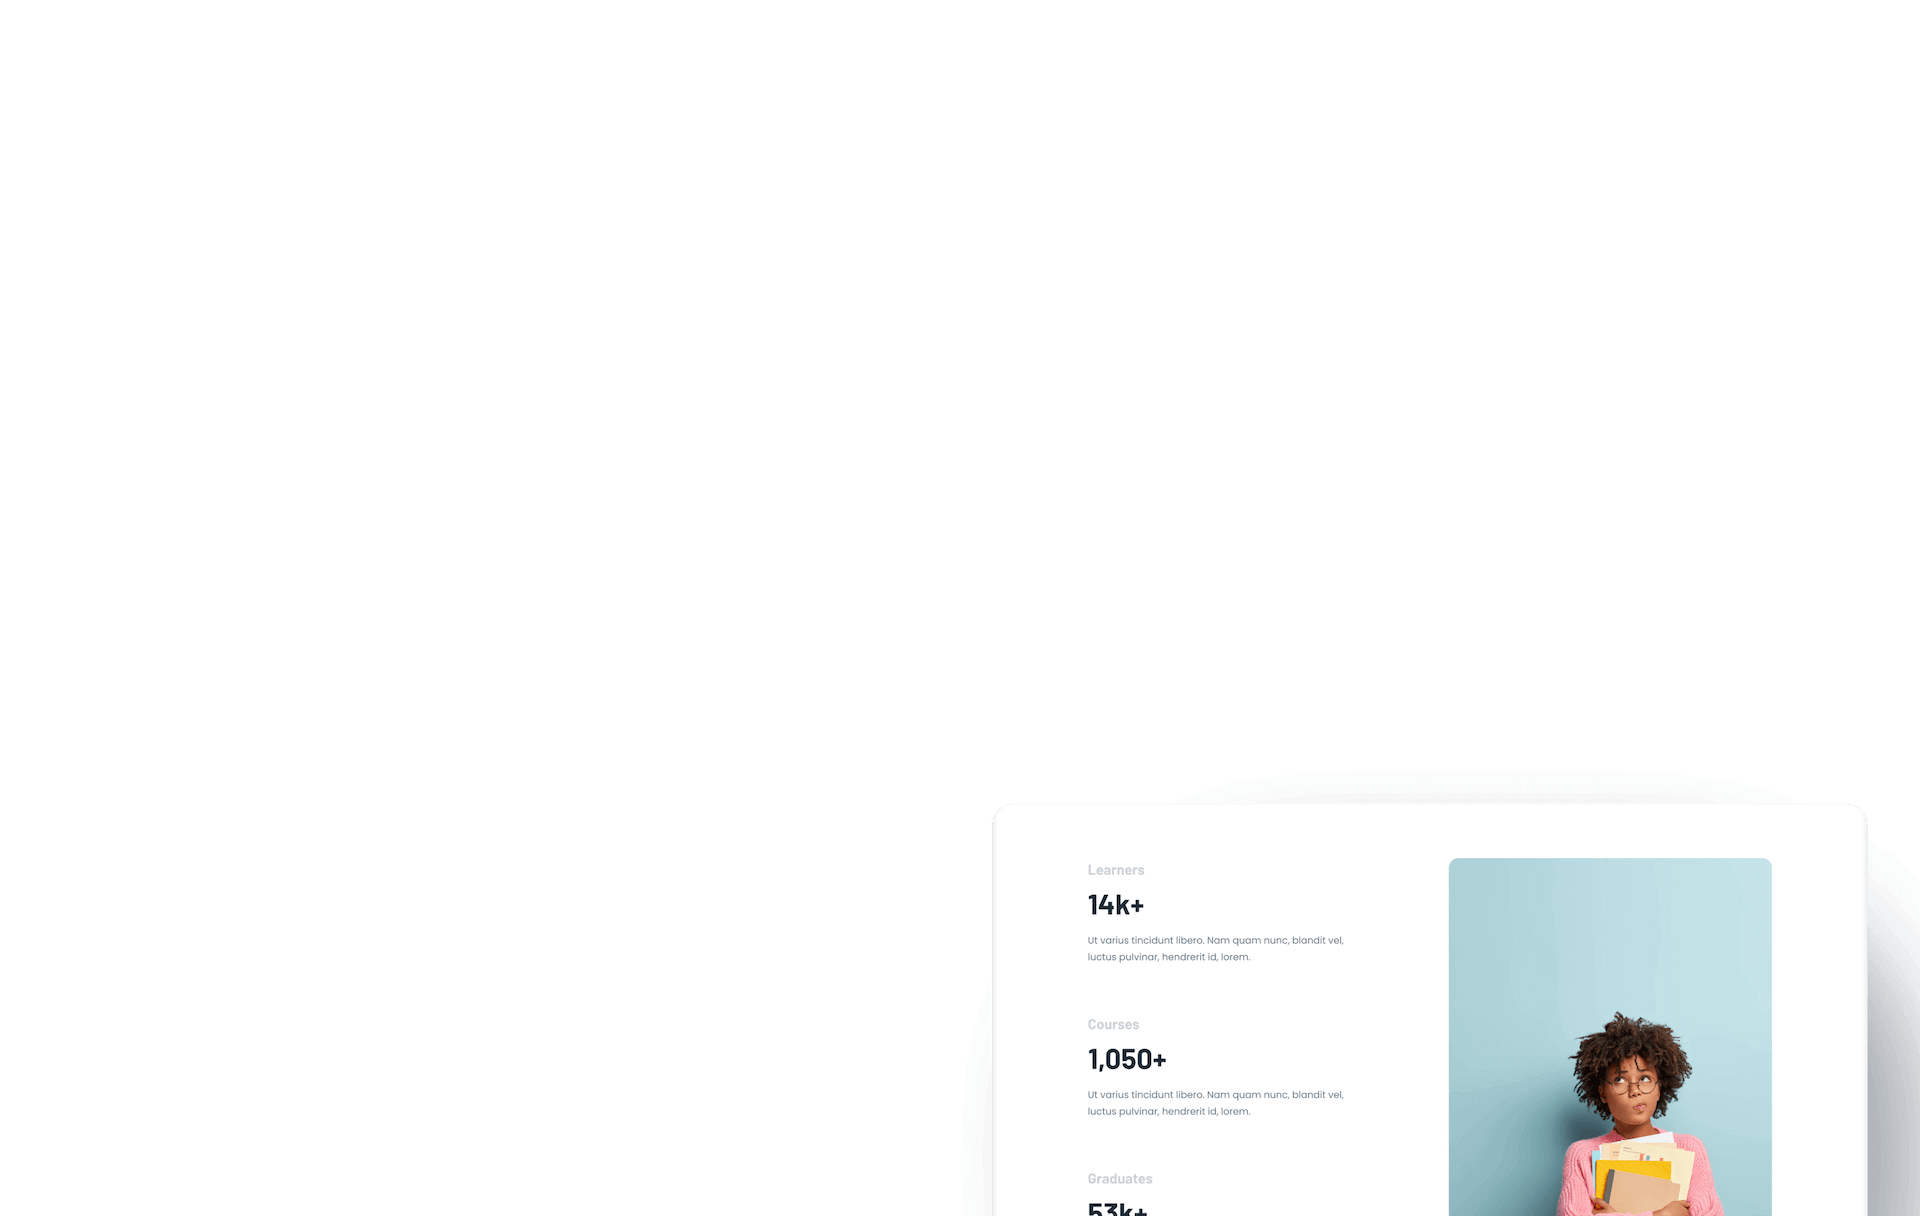 Learners
14k+
Ut varius tincidunt libero. Nam quam nunc, blandit vel,
luctus pulvinar, hendrerit id, lorem.
Courses
1,050+
Ut varius tincidunt libero. Nam quam nunc, blandit vel,
luctus pulvinar, hendrerit id, lorem.
Graduates
53k+